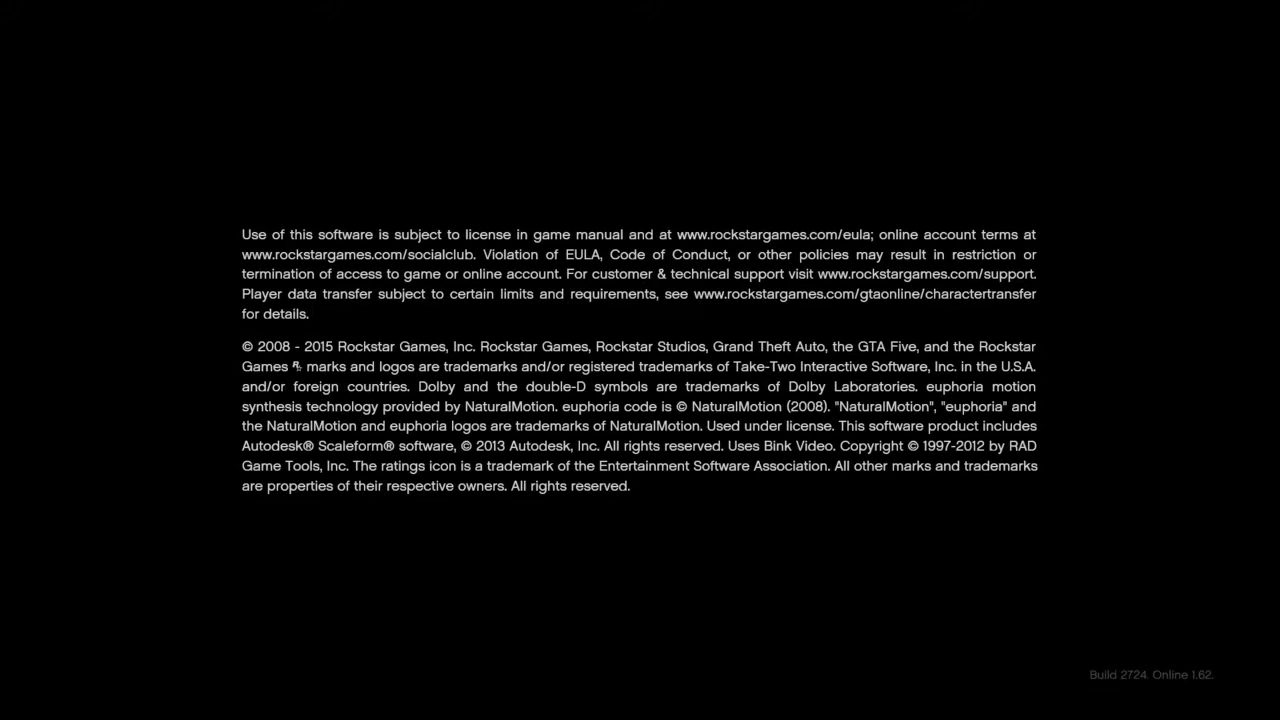 Use of this software is subject to license in game manual and at www.rockstargames.com/eula; online account terms at
www.rockstargames.com/socialclub. Violation of EULA, Code of Conduct, or other policies may result in restriction or
termination of access to game or online account. For customer & technical support visit www.rockstargames.com/support.
Player data transfer subject to certain limits and requirements, see www.rockstargames.com/gtaonline/charactertransfer
for details.
© 2008 - 2015 Rockstar Games, Inc. Rockstar Games, Rockstar Studios, Grand Theft Auto, the GTA Five, and the Rockstar
Games R* marks and logos are trademarks and/or registered trademarks of Take-Two Interactive Software, Inc. in the U.S.A.
and/or foreign countries. Dolby and the double-D symbols are trademarks of Dolby Laboratories. euphoria motion
synthesis technology provided by NaturalMotion. euphoria code is © NaturalMotion (2008). "NaturalMotion", "euphoria" and
the NaturalMotion and euphoria logos are trademarks of NaturalMotion. Used under license. This software product includes
Autodesk® Scaleform® software, © 2013 Autodesk, Inc. All rights reserved. Uses Bink Video. Copyright © 1997-2012 by RAD
Game Tools, Inc. The ratings icon is a trademark of the Entertainment Software Association. All other marks and trademarks
are properties of their respective owners. All rights reserved.
Build 2724. Online 1.62.